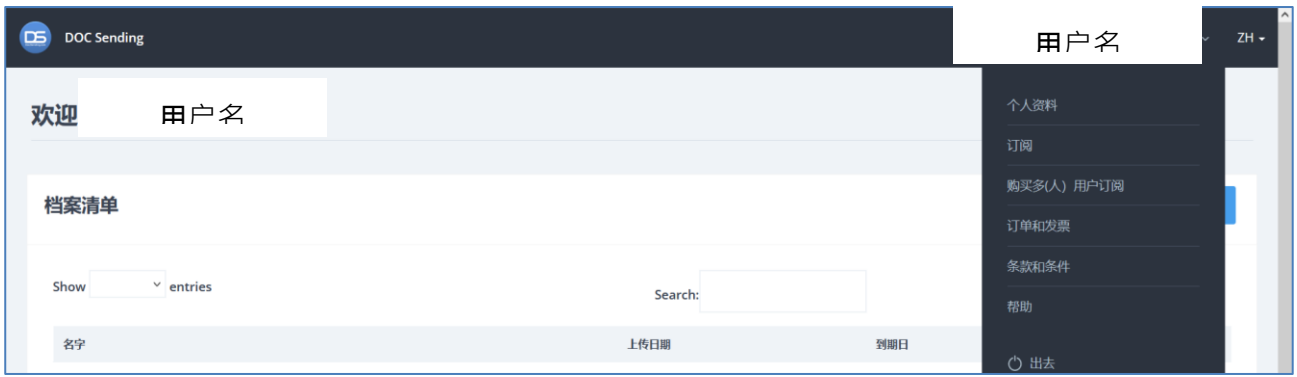 DS DOC Sending 用户名 ZH
欢迎 用户名
个人资料
订阅
购买多(人) 用户订阅
订单和发票
条款和条件
帮助
出去
档案清单
Show entries
Search:
名字 上传日期 到期日